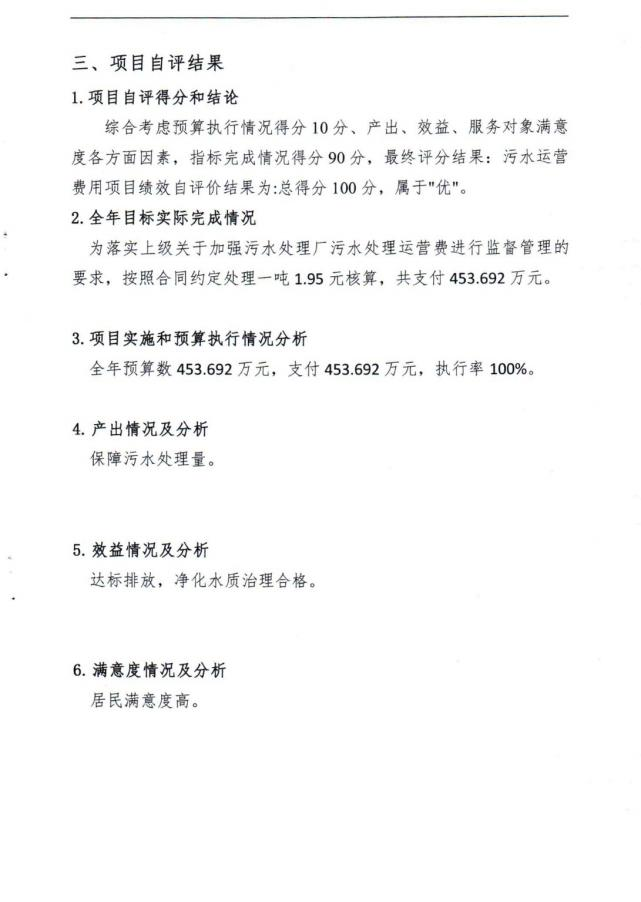 三、项目自评结果
1.项目自评得分和结论
综合考虑预算执行情况得分10分、产出、效益、服务对象满意
度各方面因素，指标完成情况得分90分，最终评分结果：污水运营
费用项目绩效自评价结果为:总得分100分，属于"优"。
2.全年目标实际完成情况
为落实上级关于加强污水处理厂污水处理运营费进行监督管理的
要求，按照合同约定处理一吨1.95元核算，共支付453.692万元。
3.项目实施和预算执行情况分析
全年预算数453.692万元，支付453.692万元，执行率100%。
4.产出情况及分析
保障污水处理量。
5.效益情况及分析
达标排放，净化水质治理合格。
6.满意度情况及分析
居民满意度高。